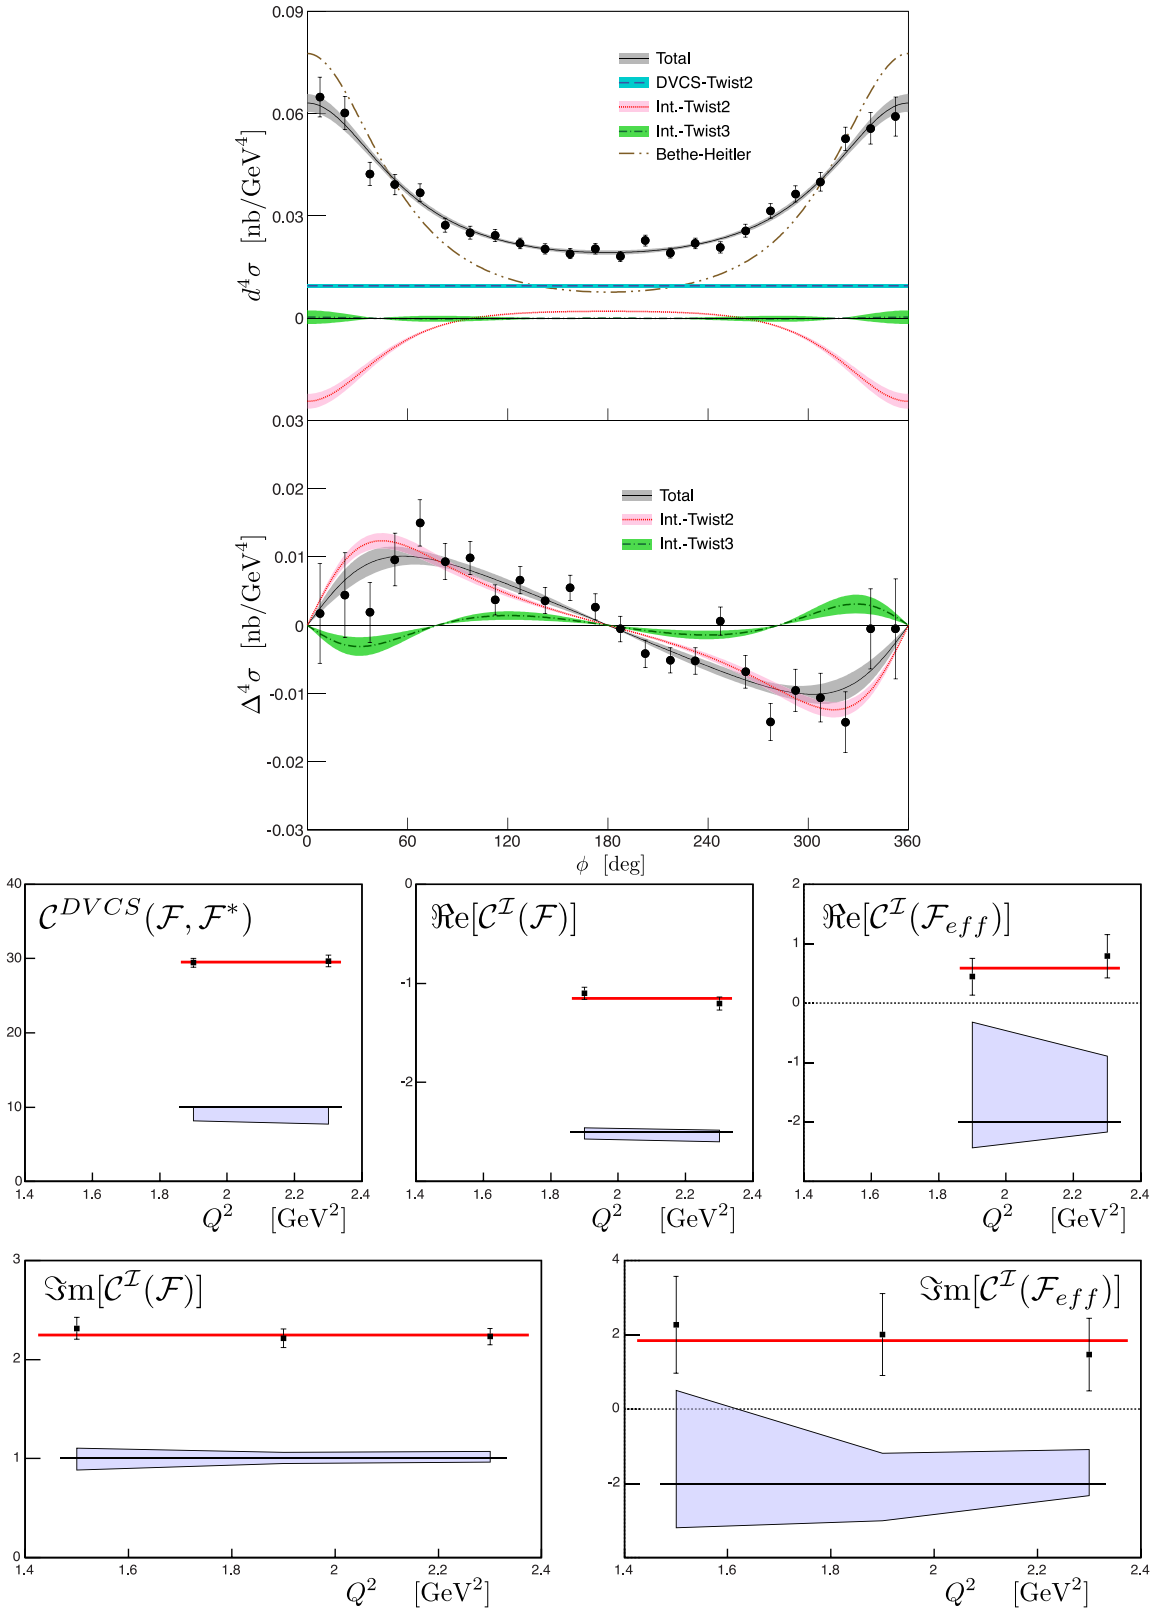 0.09
Total
DVCS-Twist2
Int.-Twist2
Int.-Twist3
Bethe-Heitler
0.06
0.03
0
d⁴σ [nb/GeV⁴]
0.03
0.02
0.01
0
-0.01
-0.02
-0.03
Δ⁴σ [nb/GeV⁴]
Total
Int.-Twist2
Int.-Twist3
0 60 120 180 240 300 360
ϕ [deg]
40
30
20
10
0
𝒞^{DVCS}(ℱ, ℱ*)
1.4 1.6 1.8 2 2.2 2.4
Q² [GeV²]
0
-1
-2
ℜe[𝒞^ℐ(ℱ)]
1.4 1.6 1.8 2 2.2 2.4
Q² [GeV²]
2
1
0
-1
-2
-3
ℜe[𝒞^ℐ(ℱ_{eff})]
1.4 1.6 1.8 2 2.2 2.4
Q² [GeV²]
3
2
1
0
ℑm[𝒞^ℐ(ℱ)]
1.4 1.6 1.8 2 2.2 2.4
Q² [GeV²]
4
2
0
-2
-4
ℑm[𝒞^ℐ(ℱ_{eff})]
1.4 1.6 1.8 2 2.2 2.4
Q² [GeV²]